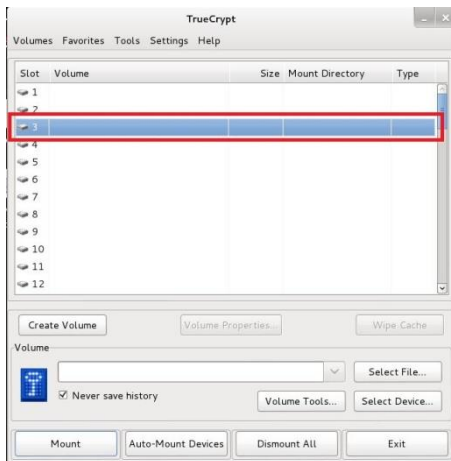 TrueCrypt
Volumes Favorites Tools Settings Help
Slot Volume Size Mount Directory Type
1
2
3
4
5
6
7
8
9
10
11
12
Create Volume Volume Properties... Wipe Cache
Volume
Select File...
Never save history Volume Tools... Select Device...
Mount Auto-Mount Devices Dismount All Exit